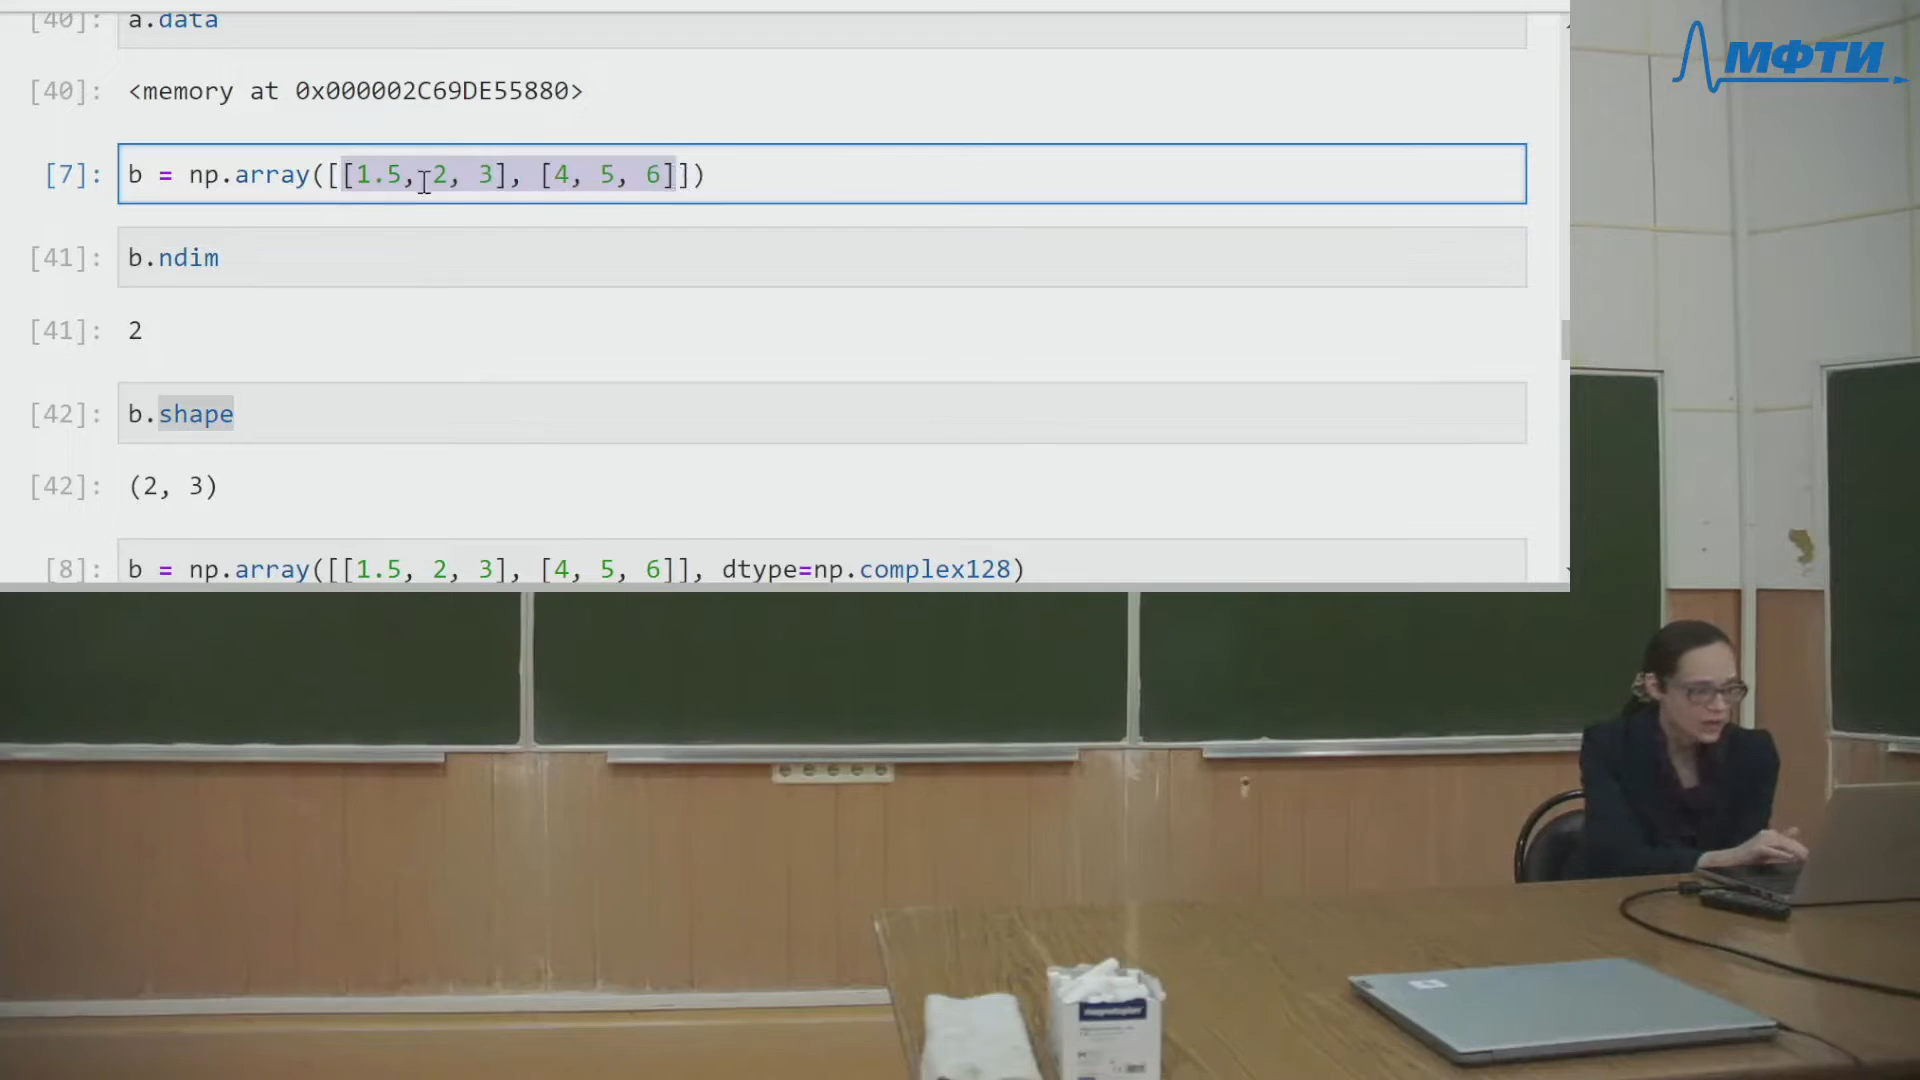 [40]: a.data
[40]: <memory at 0x000002C69DE55880>
[7]: b = np.array([[1.5, 2, 3], [4, 5, 6]])
[41]: b.ndim
[41]: 2
[42]: b.shape
[42]: (2, 3)
[8]: b = np.array([[1.5, 2, 3], [4, 5, 6]], dtype=np.complex128)
МФТИ